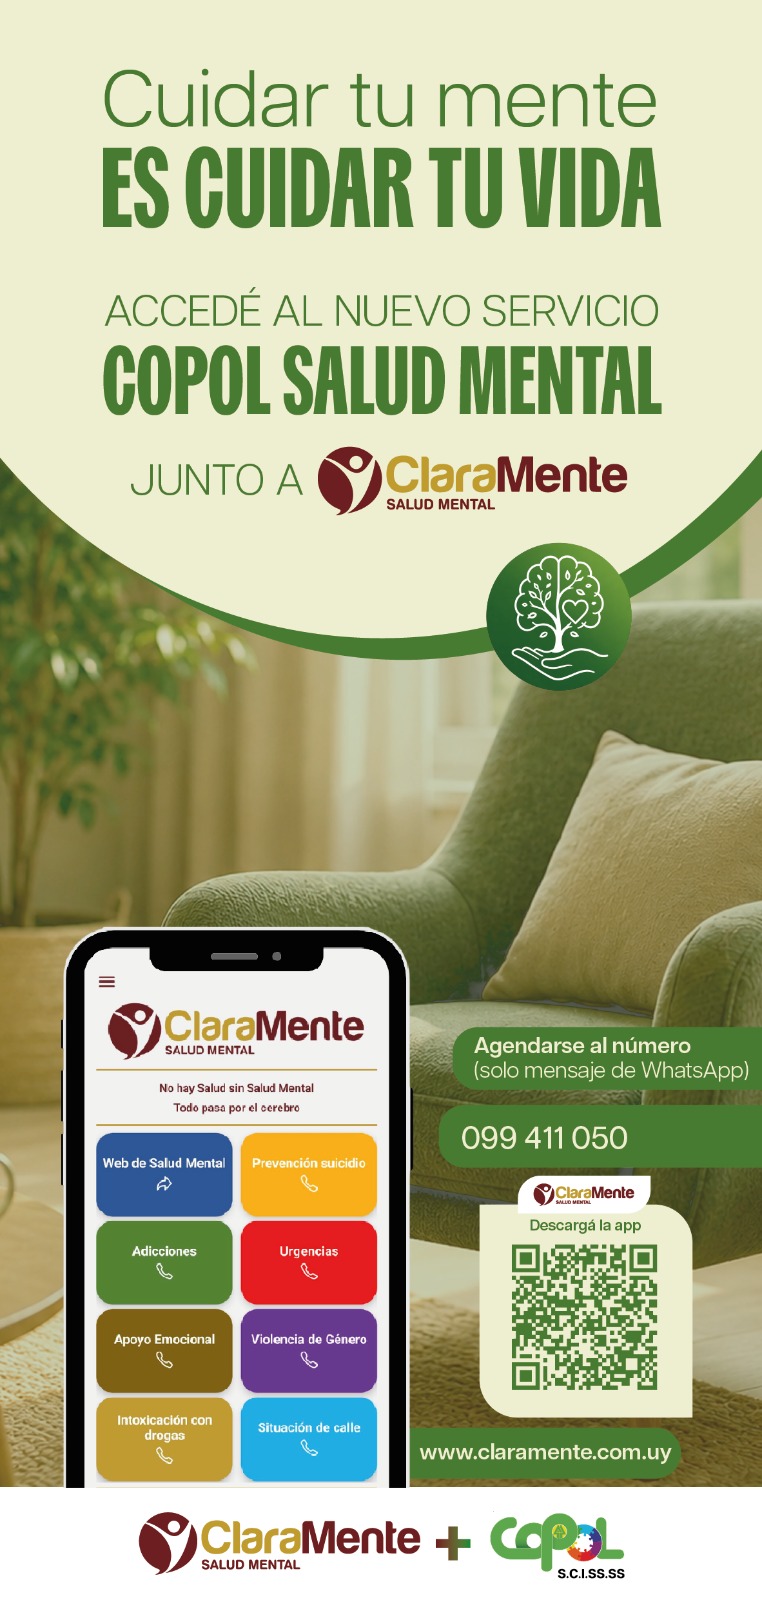 Cuidar tu mente
ES CUIDAR TU VIDA
ACCEDÉ AL NUEVO SERVICIO
COPOL SALUD MENTAL
JUNTO A ClaraMente
SALUD MENTAL
ClaraMente
SALUD MENTAL
No hay Salud sin Salud Mental
Todo pasa por el cerebro
Web de Salud Mental
Prevención suicidio
Adicciones
Urgencias
Apoyo Emocional
Violencia de Género
Intoxicación con
drogas
Situación de calle
Agendarse al número
(solo mensaje de WhatsApp)
099 411 050
ClaraMente
SALUD MENTAL
Descargá la app
www.claramente.com.uy
ClaraMente + COPOL
SALUD MENTAL
S.C.I.SS.SS